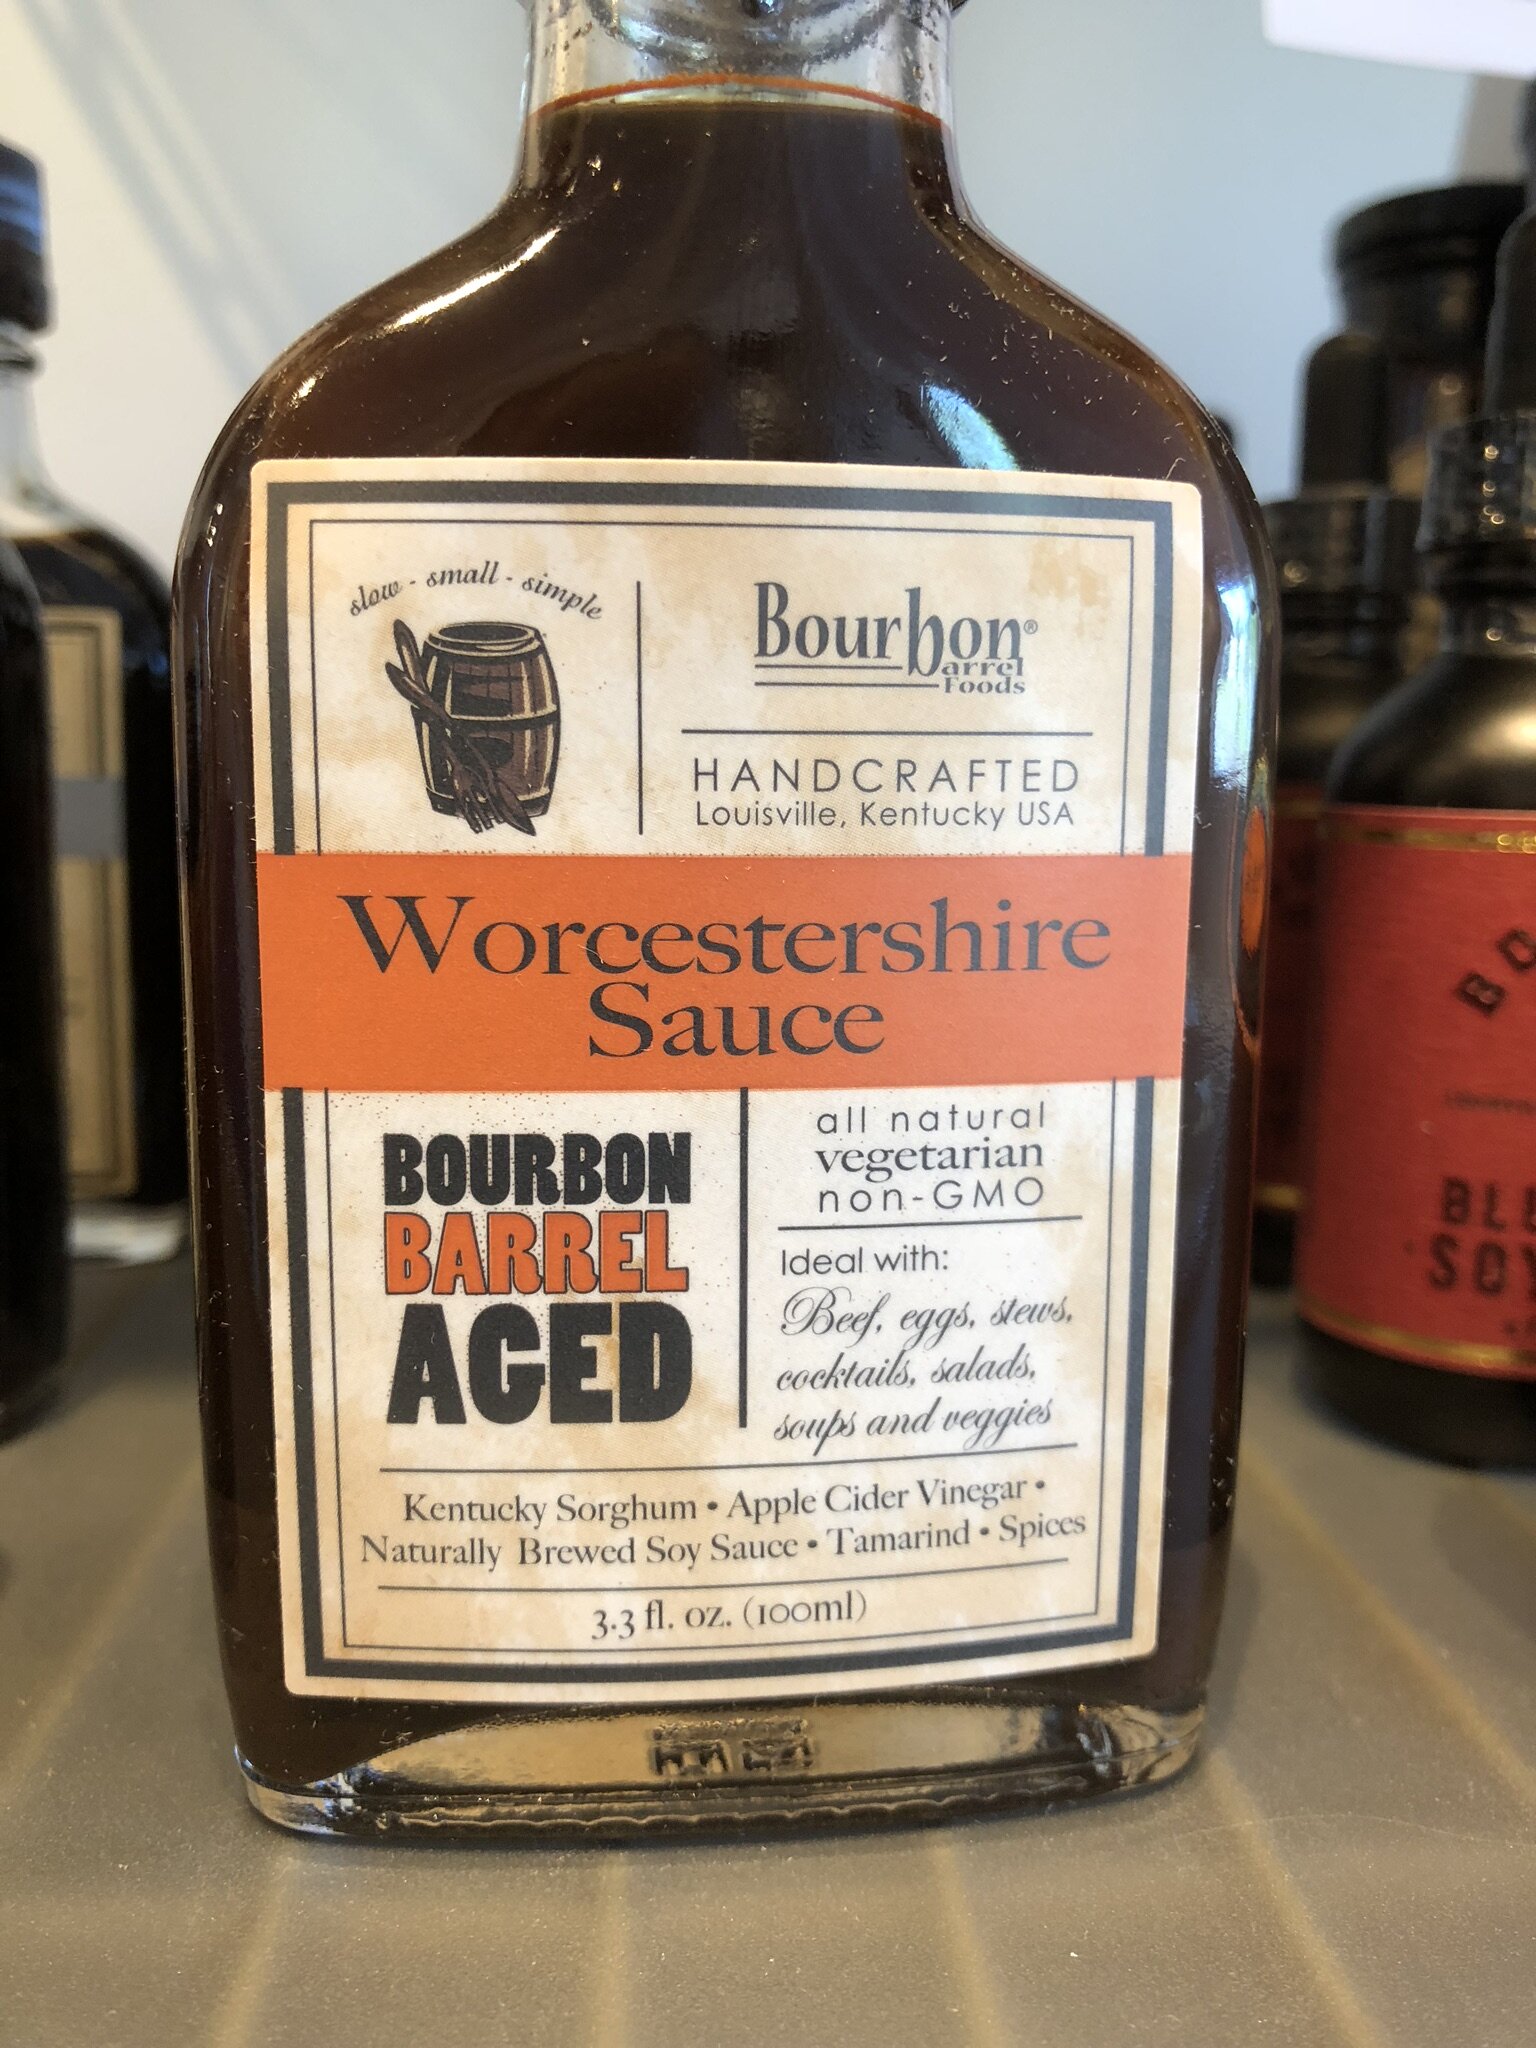 slow - small - simple
Bourbon®
Barrel
Foods
HANDCRAFTED
Louisville, Kentucky USA
Worcestershire
Sauce
BOURBON
BARREL
AGED
all natural
vegetarian
non-GMO
Ideal with:
Beef, eggs, stews,
cocktails, salads,
soups and veggies
Kentucky Sorghum • Apple Cider Vinegar •
Naturally Brewed Soy Sauce • Tamarind • Spices
3.3 fl. oz. (100ml)